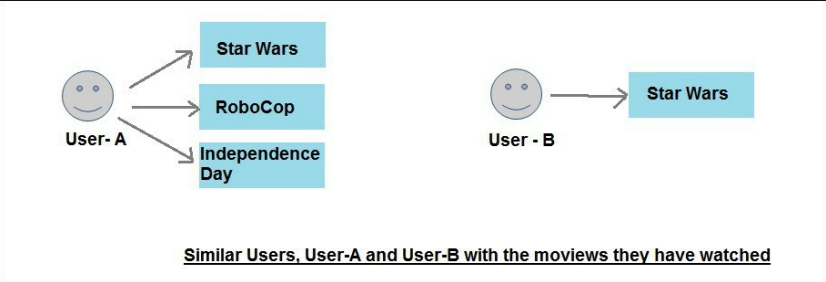 Star Wars
RoboCop
User- A
Independence
Day
Star Wars
User - B
Similar Users, User-A and User-B with the moviews they have watched